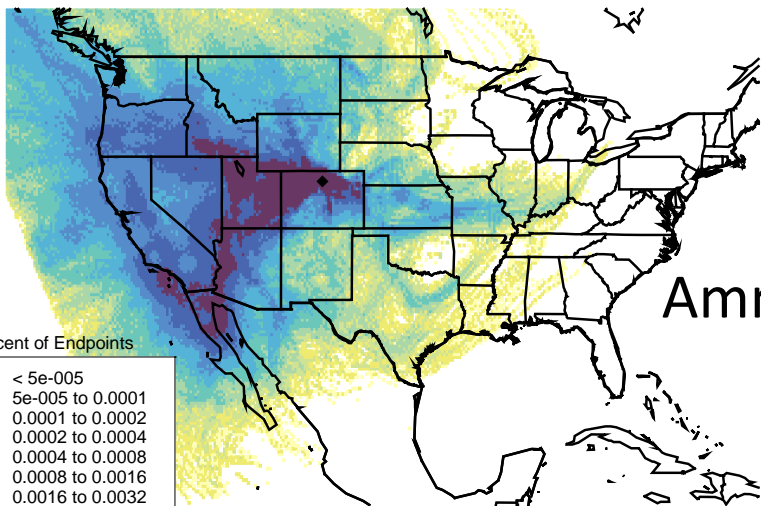 Amm
cent of Endpoints
< 5e-005
5e-005 to 0.0001
0.0001 to 0.0002
0.0002 to 0.0004
0.0004 to 0.0008
0.0008 to 0.0016
0.0016 to 0.0032